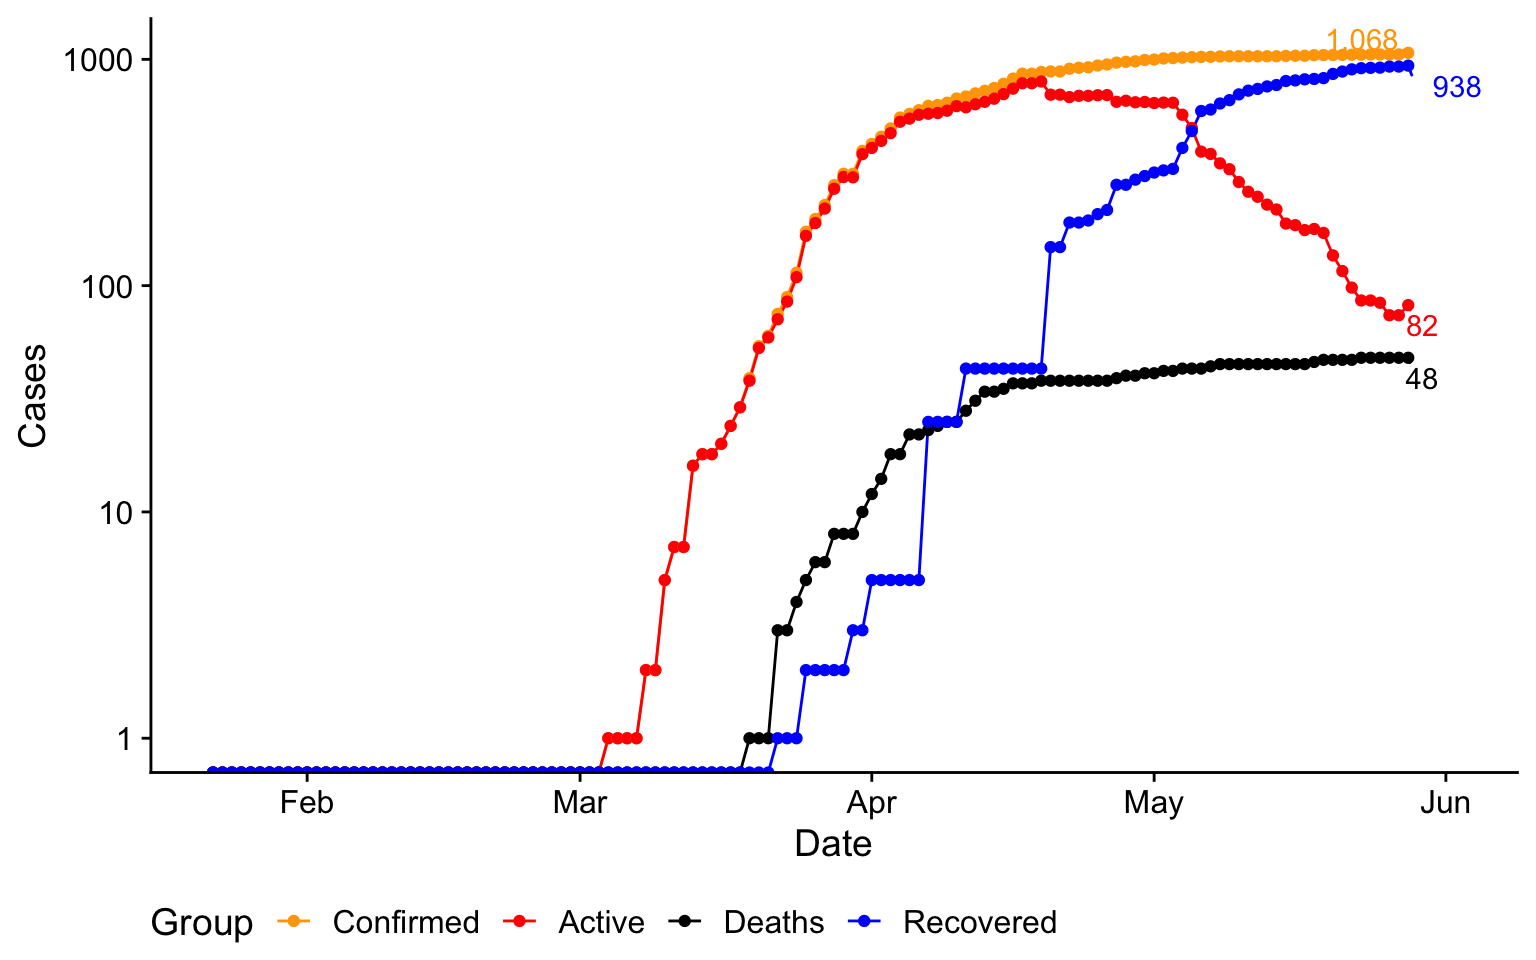 1,068
1000
938
100
82
48
10
1
Cases
Feb Mar Apr May Jun
Date
Group Confirmed Active Deaths Recovered